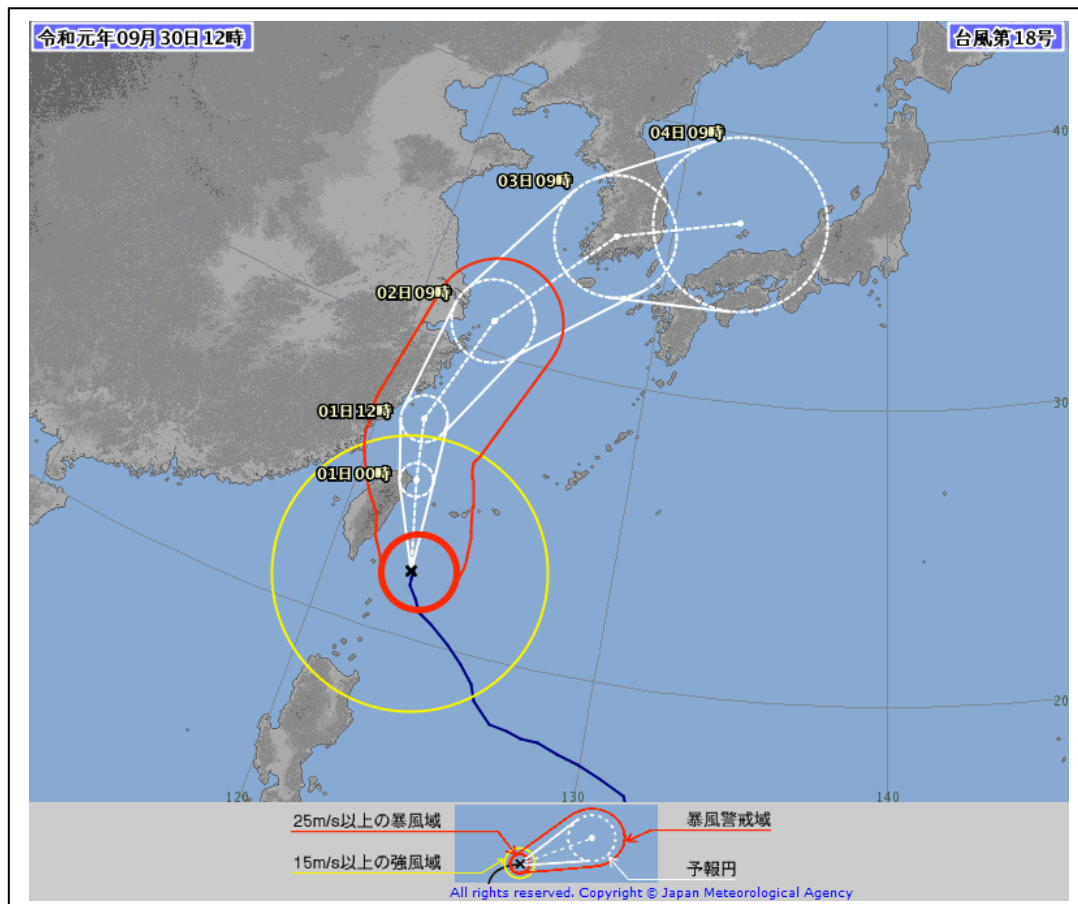 令和元年09月30日12時
台風第18号
04日09時
40
03日09時
02日09時
30
01日12時
01日00時
20
120
130
140
25m/s以上の暴風域
暴風警戒域
15m/s以上の強風域
予報円
All rights reserved. Copyright © Japan Meteorological Agency